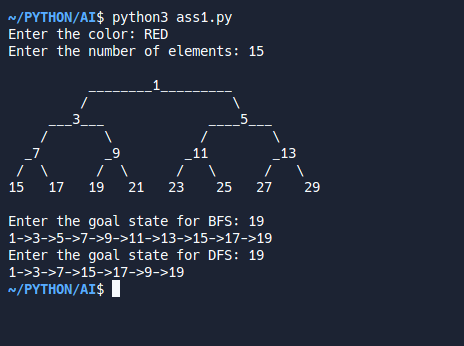 ~/PYTHON/AI$ python3 ass1.py
Enter the color: RED
Enter the number of elements: 15
________1_________
/ \
___3___ ____5___
/ \ / \
_7 _9 _11 _13
/ \ / \ / \ / \
15 17 19 21 23 25 27 29
Enter the goal state for BFS: 19
1->3->5->7->9->11->13->15->17->19
Enter the goal state for DFS: 19
1->3->7->15->17->9->19
~/PYTHON/AI$